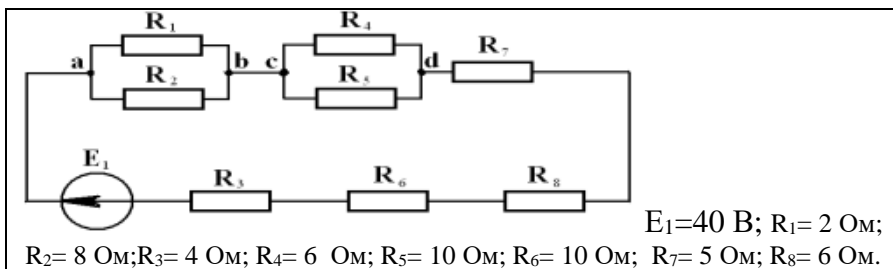 R₁ R₄
a b c d R₇
R₂ R₅
E₁ R₃ R₆ R₈
E₁=40 В; R₁= 2 Ом;
R₂= 8 Ом;R₃= 4 Ом; R₄= 6 Ом; R₅= 10 Ом; R₆= 10 Ом; R₇= 5 Ом; R₈= 6 Ом.